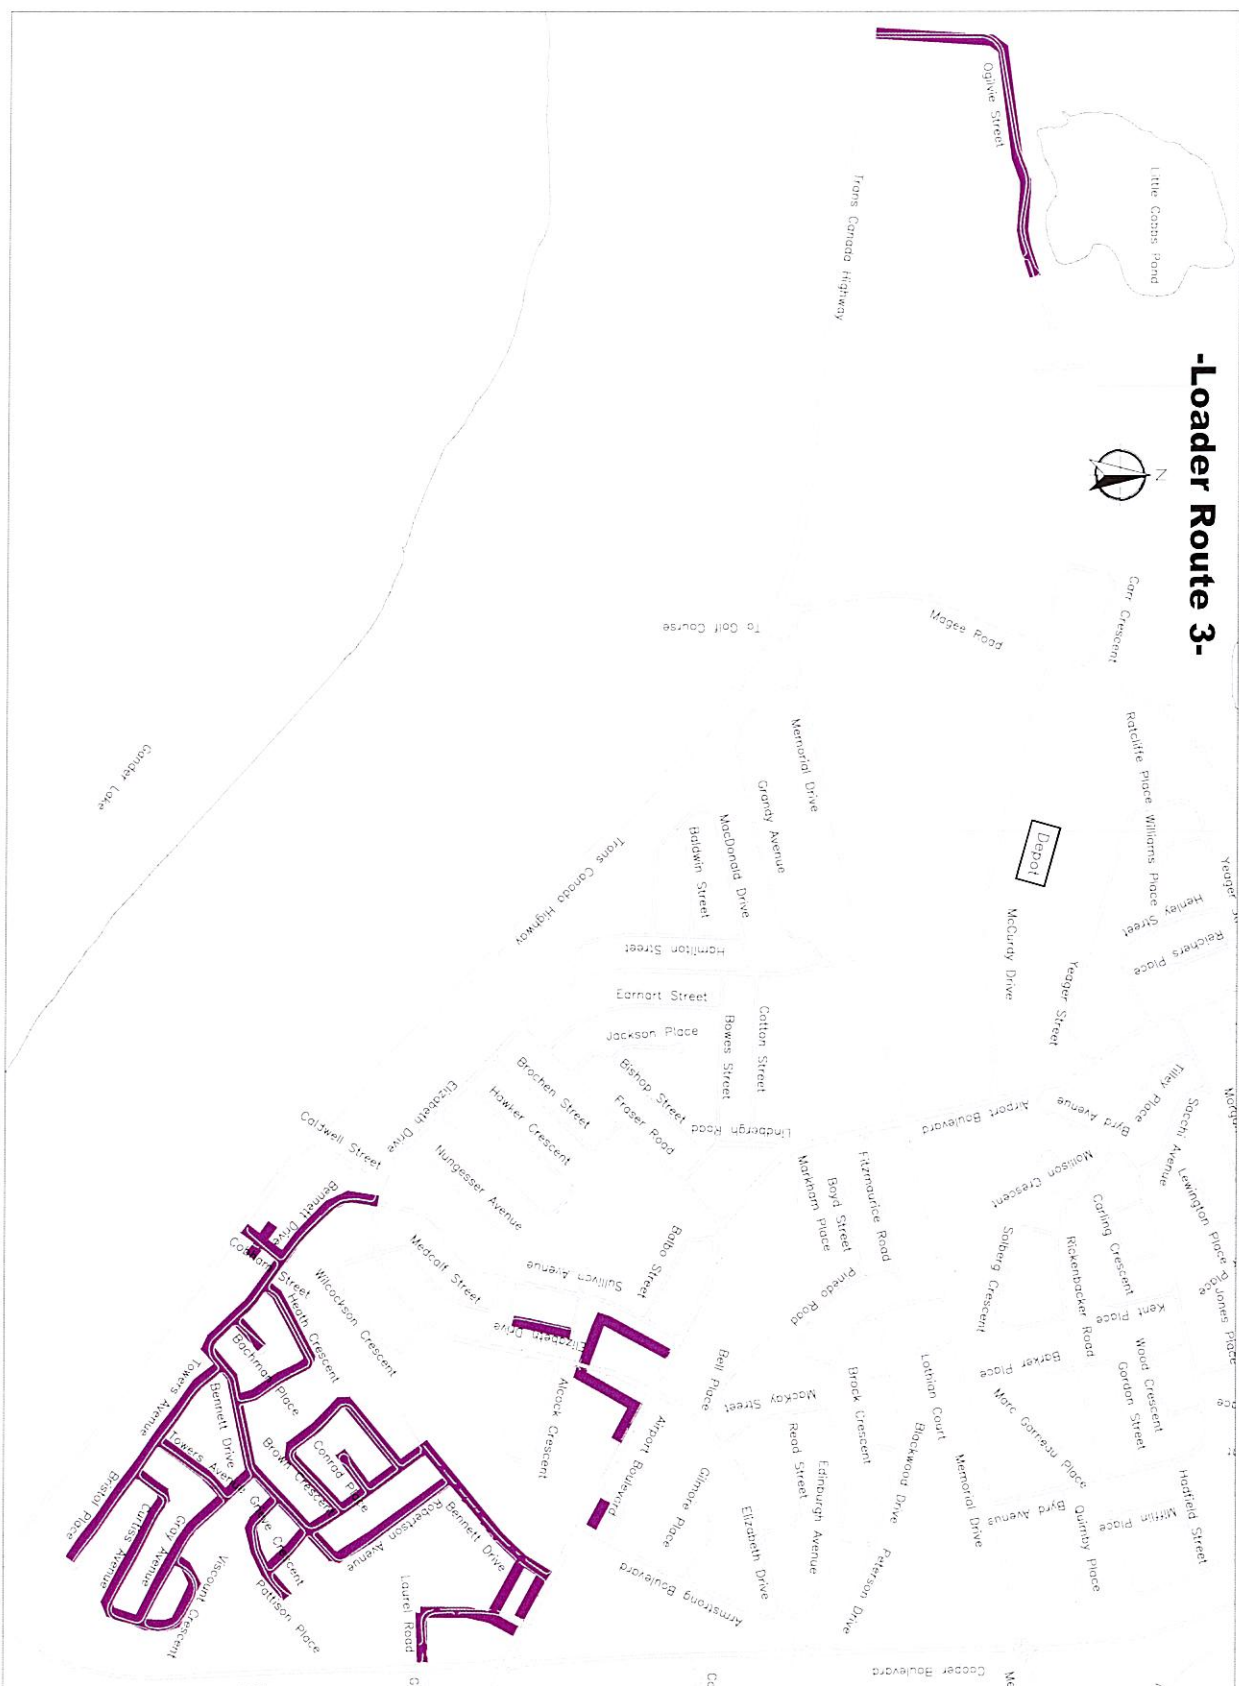 -Loader Route 3-
N
Little Cobbs Pond
Ogilvie Street
Trans Canada Highway
Carr Crescent
Magee Road
To Golf Course
Ratcliffe Place
Williams Place
Yeager
Henley Street
Reichers Place
Depot
McCurdy Drive
Yeager Street
Memorial Drive
Grandy Avenue
MacDonald Drive
Baldwin Street
Trans Canada Highway
Gander Lake
Hamilton Street
Earhart Street
Jackson Place
Cotton Street
Bowes Street
Bishop Street
Fraser Road
Brochen Street
Hawker Crescent
Elizabeth Drive
Nungesser Avenue
Caldwell Street
Lindbergh Road
Airport Boulevard
Byrd Avenue
Tilley Place
Sacchi Avenue
Lewington Place
Mollison Crescent
Carling Crescent
Rickenbacker Road
Solberg Crescent
Kent Place
Jones Place
Place
Barker Place
Wood Crescent
Gordon Street
Marc Garneau Place
Hadfield Street
Mifflin Place
Quimby Place
Byrd Avenue
Memorial Drive
Fitzmaurice Road
Boyd Street
Markham Place
Pinedo Road
Balbo Street
Sullivan Avenue
Medcalf Street
Elizabeth Drive
Bell Place
Mackay Street
Brock Crescent
Lothian Court
Blackwood Drive
Read Street
Edinburgh Avenue
Elizabeth Drive
Gilmore Place
Airport Boulevard
Alcock Crescent
Armstrong Boulevard
Peterson Drive
Cooper Boulevard
Bennett Drive
Cobham Street
Heath Crescent
Wilcockson Crescent
Bachman Place
Towers Avenue
Bennett Drive
Towers Avenue
Brown Crescent
Conrad Place
Robertson Avenue
Bennett Drive
Grove Crescent
Pattison Place
Bristol Place
Curtiss Avenue
Gray Avenue
Viscount Crescent
Laurel Road